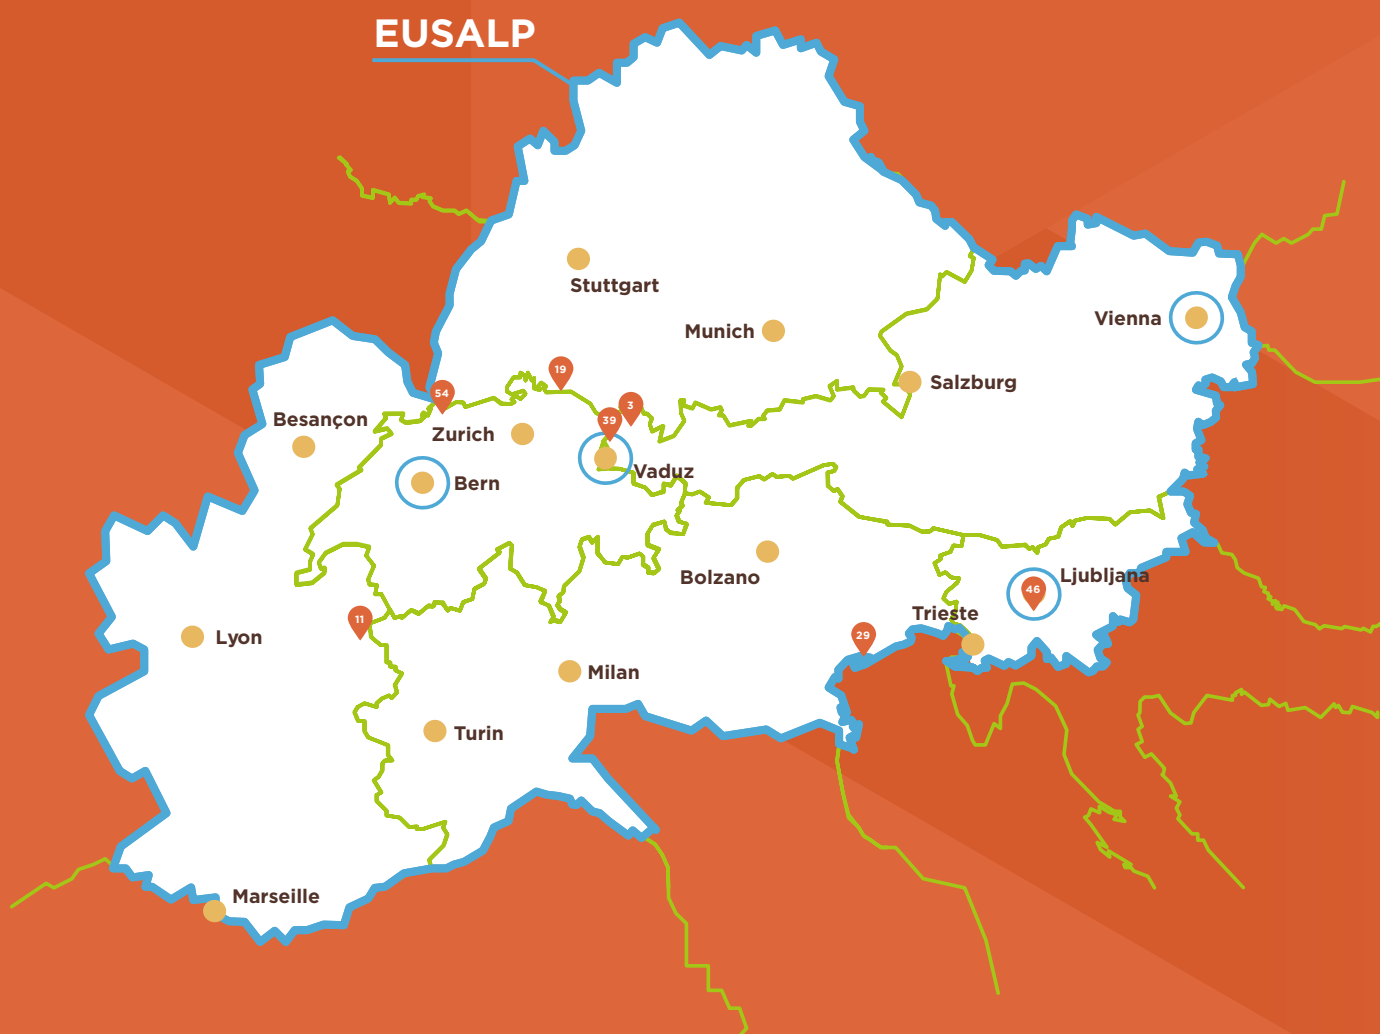 EUSALP
Stuttgart
Vienna
Munich
19
Salzburg
54
3
39
Besançon
Zurich
Vaduz
Bern
Bolzano
Ljubljana
46
Trieste
11
Lyon
29
Milan
Turin
Marseille